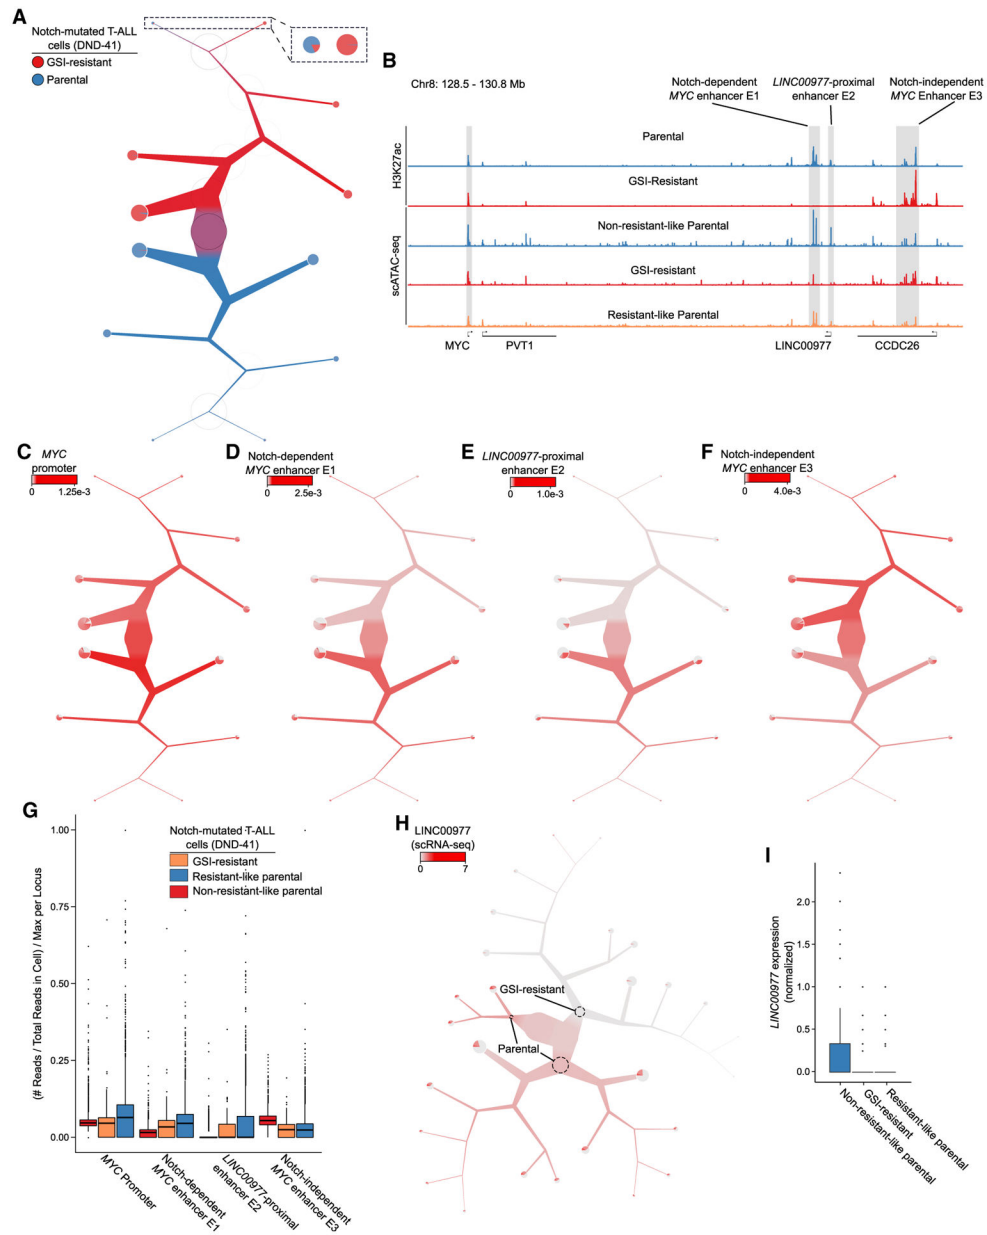 A
Notch-mutated T-ALL
cells (DND-41)
GSI-resistant
Parental
B
Chr8: 128.5 - 130.8 Mb
Notch-dependent
MYC enhancer E1
LINC00977-proximal
enhancer E2
Notch-independent
MYC Enhancer E3
H3K27ac
scATAC-seq
Parental
GSI-Resistant
Non-resistant-like Parental
GSI-resistant
Resistant-like Parental
MYC
PVT1
LINC00977
CCDC26
C
MYC
promoter
0
1.25e-3
D
Notch-dependent
MYC enhancer E1
0
2.5e-3
E
LINC00977-proximal
enhancer E2
0
1.0e-3
F
Notch-independent
MYC enhancer E3
0
4.0e-3
G
(# Reads / Total Reads in Cell) / Max per Locus
1.00
0.75
0.50
0.25
0.00
Notch-mutated T-ALL
cells (DND-41)
GSI-resistant
Resistant-like parental
Non-resistant-like parental
MYC Promoter
Notch-dependent
MYC enhancer E1
LINC00977-proximal
enhancer E2
Notch-independent
MYC enhancer E3
H
LINC00977
(scRNA-seq)
0
7
GSI-resistant
Parental
I
LINC00977 expression
(normalized)
2.0
1.5
1.0
0.5
0.0
Non-resistant-like parental
GSI-resistant
Resistant-like parental